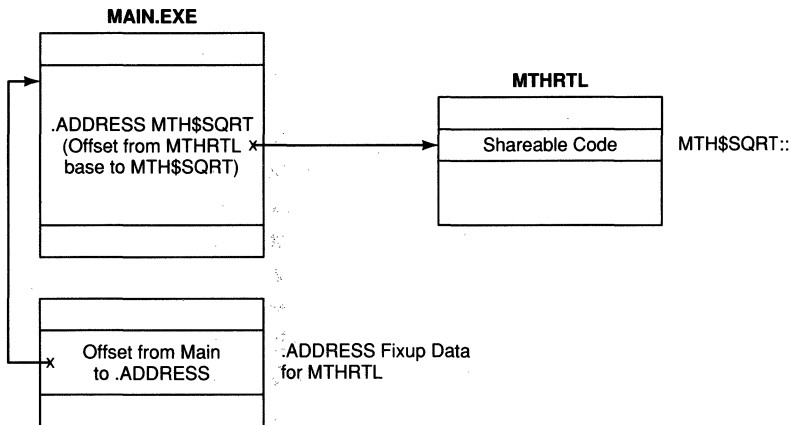 MAIN.EXE
MTHRTL
.ADDRESS MTH$SQRT
(Offset from MTHRTL x
base to MTH$SQRT)
Shareable Code
MTH$SQRT::
x Offset from Main
to .ADDRESS
.ADDRESS Fixup Data
for MTHRTL